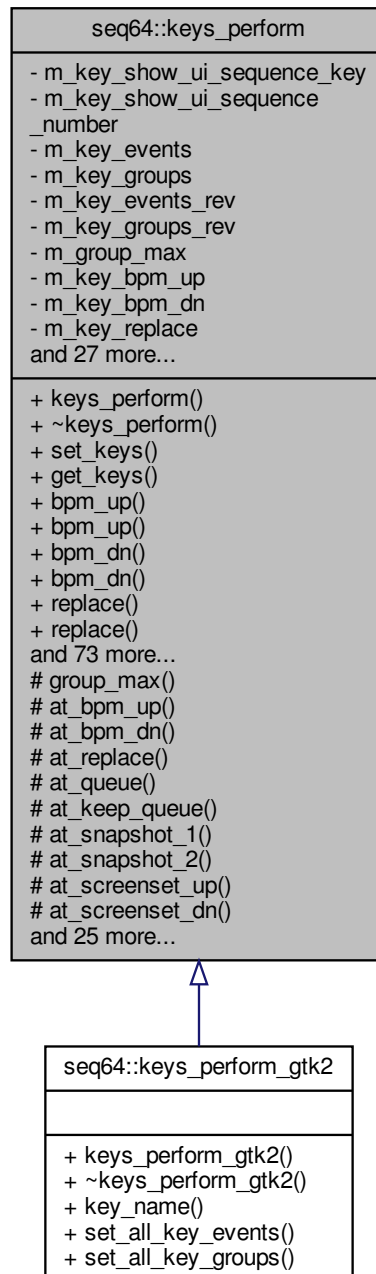 seq64::keys_perform
- m_key_show_ui_sequence_key
- m_key_show_ui_sequence
_number
- m_key_events
- m_key_groups
- m_key_events_rev
- m_key_groups_rev
- m_group_max
- m_key_bpm_up
- m_key_bpm_dn
- m_key_replace
and 27 more...
+ keys_perform()
+ ~keys_perform()
+ set_keys()
+ get_keys()
+ bpm_up()
+ bpm_up()
+ bpm_dn()
+ bpm_dn()
+ replace()
+ replace()
and 73 more...
# group_max()
# at_bpm_up()
# at_bpm_dn()
# at_replace()
# at_queue()
# at_keep_queue()
# at_snapshot_1()
# at_snapshot_2()
# at_screenset_up()
# at_screenset_dn()
and 25 more...
seq64::keys_perform_gtk2
+ keys_perform_gtk2()
+ ~keys_perform_gtk2()
+ key_name()
+ set_all_key_events()
+ set_all_key_groups()